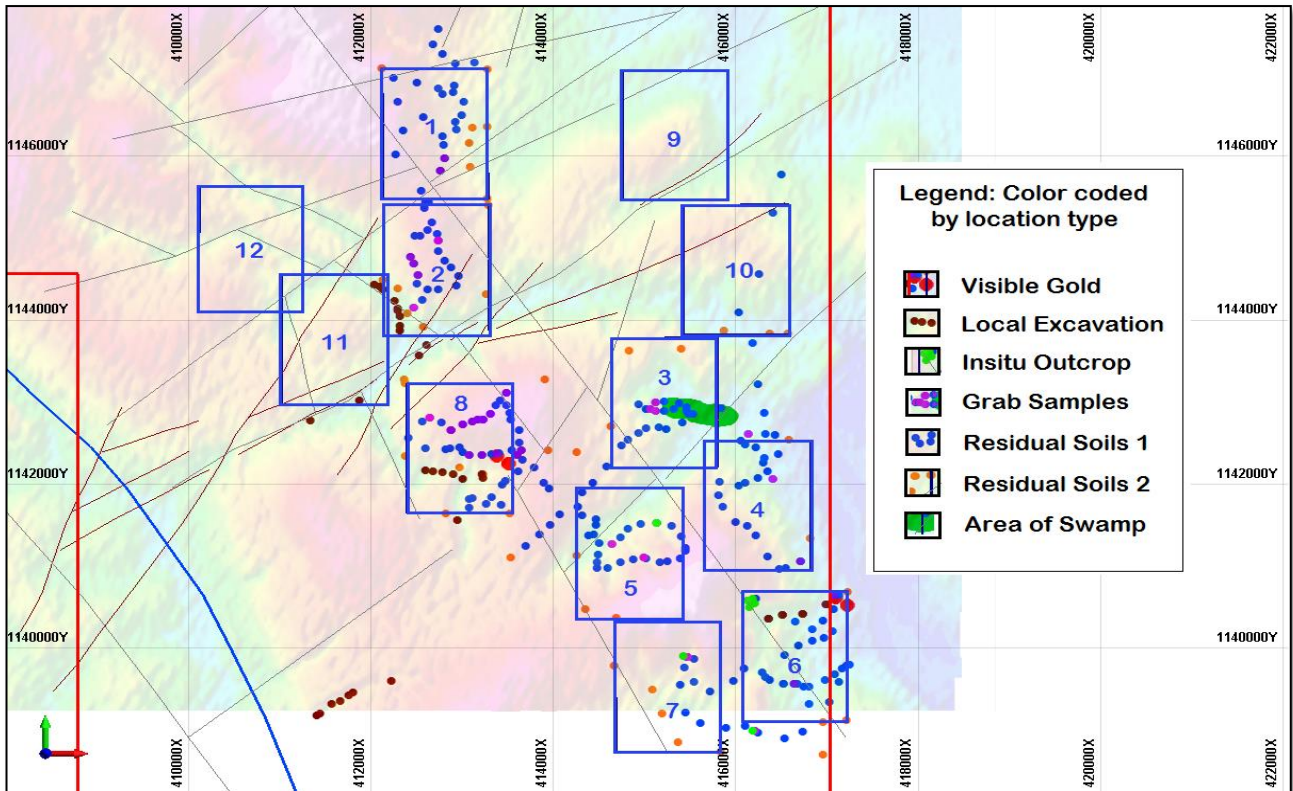 410000X
412000X
414000X
416000X
418000X
420000X
422000X
1146000Y
1146000Y
1
9
12
2
10
1144000Y
1144000Y
11
3
8
1142000Y
1142000Y
4
5
1140000Y
1140000Y
6
7
410000X
412000X
414000X
416000X
418000X
420000X
422000X
Legend: Color coded
by location type
Visible Gold
Local Excavation
Insitu Outcrop
Grab Samples
Residual Soils 1
Residual Soils 2
Area of Swamp